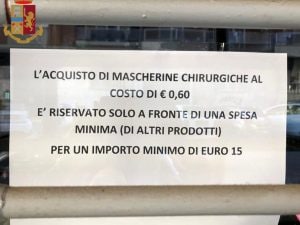 L'ACQUISTO DI MASCHERINE CHIRURGICHE AL
COSTO DI € 0,60
E' RISERVATO SOLO A FRONTE DI UNA SPESA
MINIMA (DI ALTRI PRODOTTI)
PER UN IMPORTO MINIMO DI EURO 15